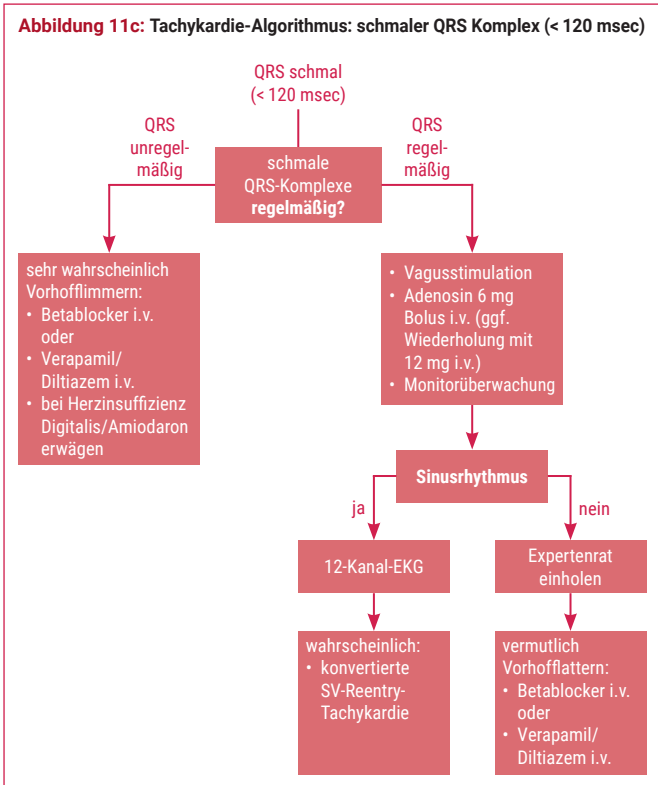 Abbildung 11c: Tachykardie-Algorithmus: schmaler QRS Komplex (< 120 msec)
QRS schmal
(< 120 msec)
QRS
unregel-
mäßig
QRS
regel-
mäßig
schmale
QRS-Komplexe
regelmäßig?
sehr wahrscheinlich
Vorhofflimmern:
• Betablocker i.v.
oder
• Verapamil/
Diltiazem i.v.
• bei Herzinsuffizienz
Digitalis/Amiodaron
erwägen
• Vagusstimulation
• Adenosin 6 mg
Bolus i.v. (ggf.
Wiederholung mit
12 mg i.v.)
• Monitorüberwachung
Sinusrhythmus
ja
nein
12-Kanal-EKG
Expertenrat
einholen
wahrscheinlich:
• konvertierte
SV-Reentry-
Tachykardie
vermutlich
Vorhofflattern:
• Betablocker i.v.
oder
• Verapamil/
Diltiazem i.v.